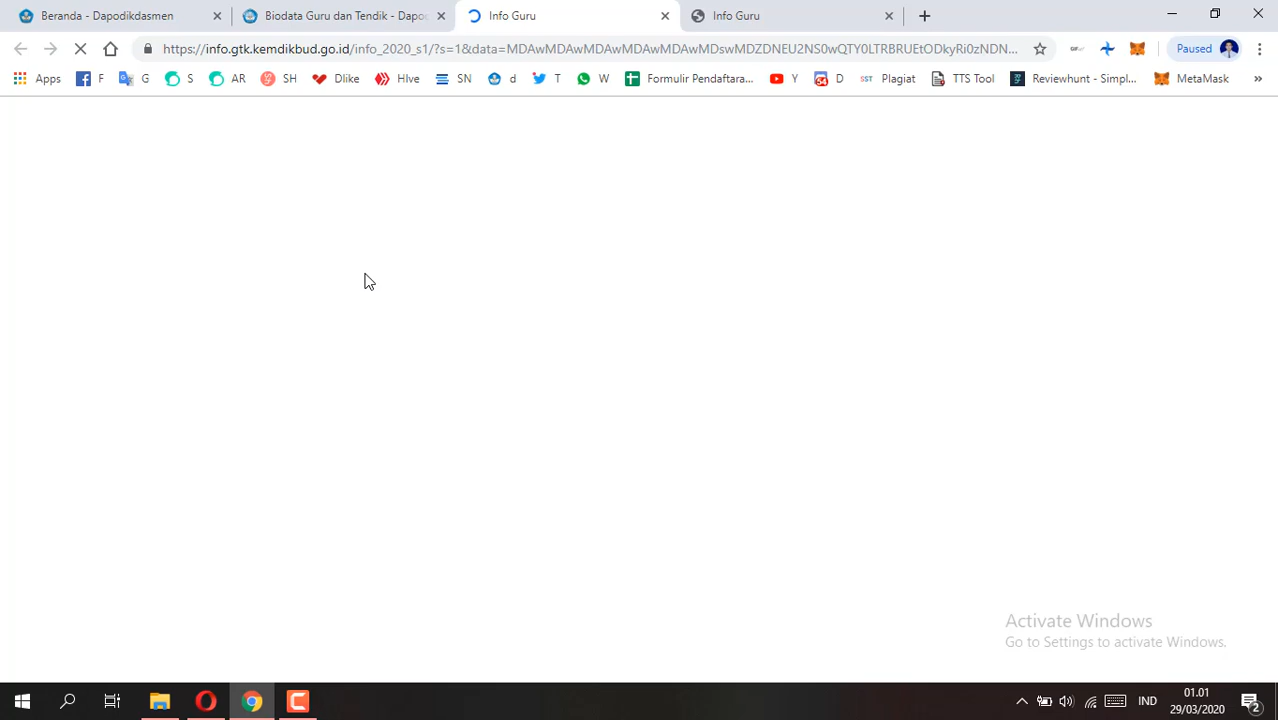 Beranda - Dapodikdasmen
Biodata Guru dan Tendik - Dapo
Info Guru
Info Guru
https://info.gtk.kemdikbud.go.id/info_2020_s1/?s=1&data=MDAwMDAwMDAwMDAwMDAwMDswMDZDNEU2NS0wQTY0LTRBRUEtODkyRi0zNDN...
Paused
Apps
F
G
S
AR
SH
Dlike
HIve
SN
d
T
W
Formulir Pendaftara...
Y
D
SST
Plagiat
TTS Tool
Reviewhunt - Simpl...
MetaMask
»
Activate Windows
Go to Settings to activate Windows.
IND
01.01
29/03/2020
2